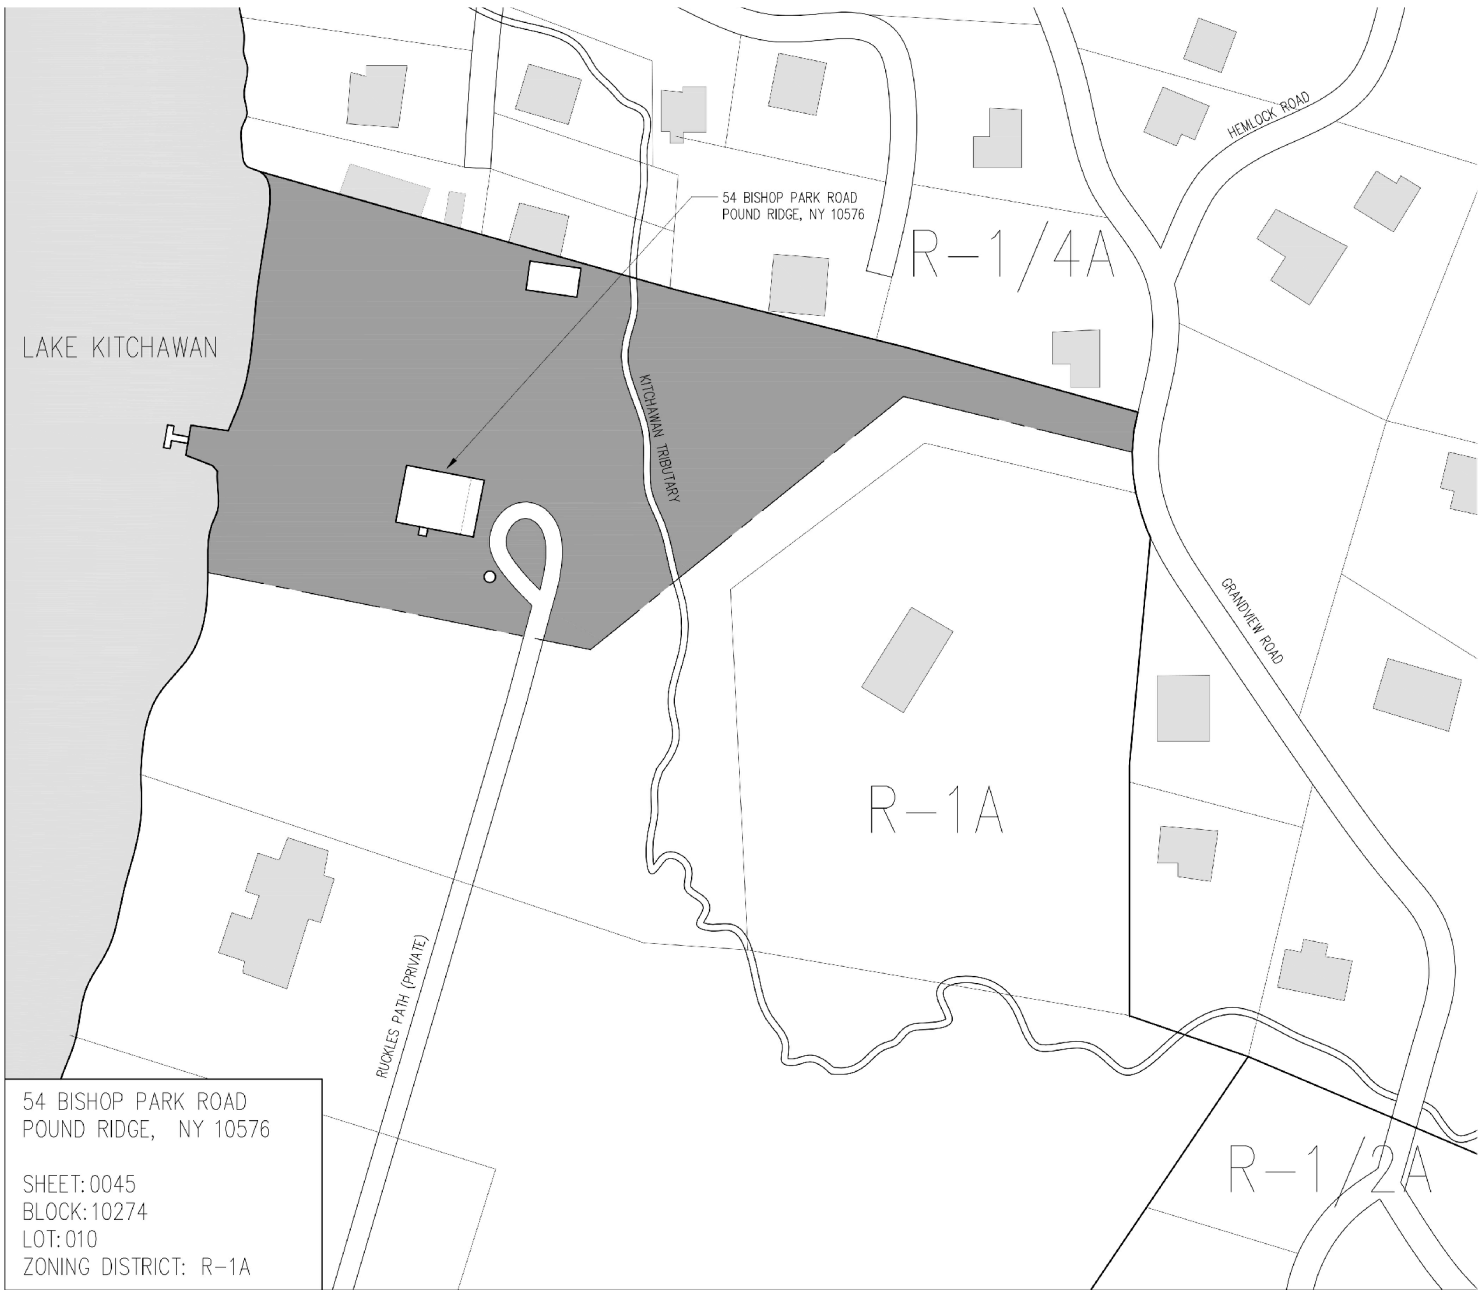 HEMLOCK ROAD
54 BISHOP PARK ROAD
POUND RIDGE, NY 10576
R-1/4A
LAKE KITCHAWAN
KITCHAWAN TRIBUTARY
GRANDVIEW ROAD
R-1A
RUCKLES PATH (PRIVATE)
R-1/2A
54 BISHOP PARK ROAD
POUND RIDGE, NY 10576
SHEET: 0045
BLOCK: 10274
LOT: 010
ZONING DISTRICT: R-1A